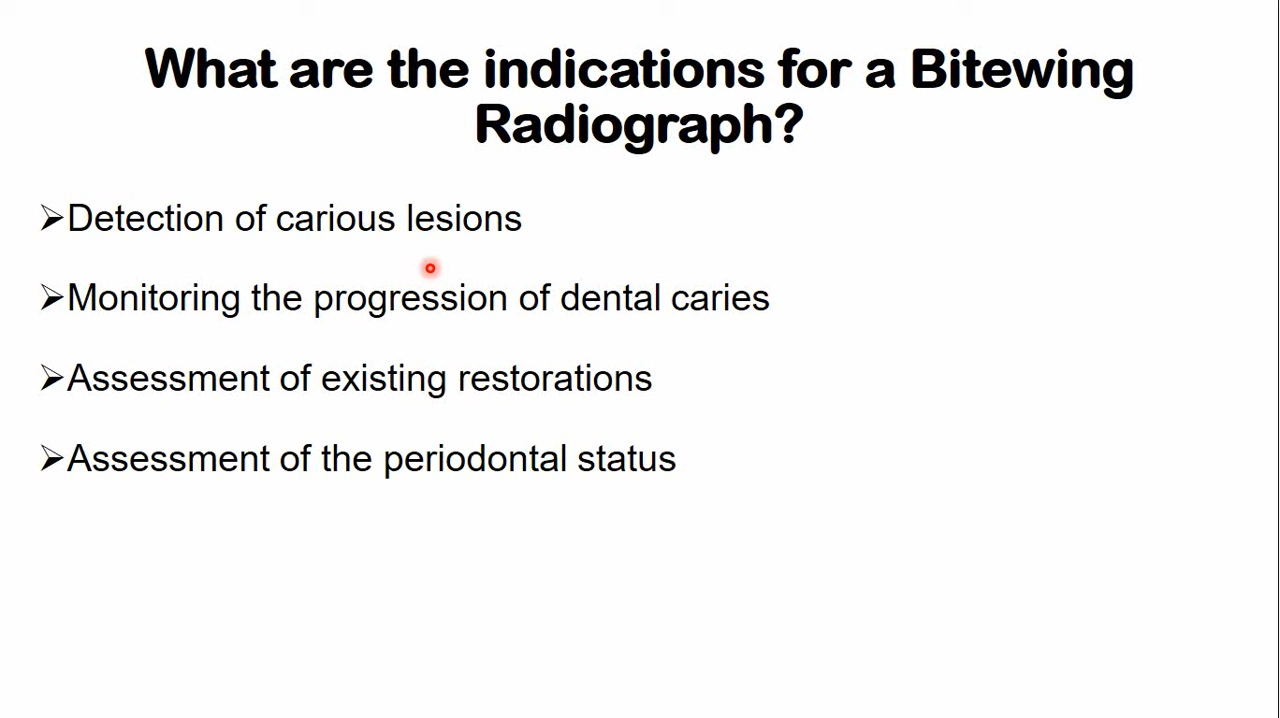 What are the indications for a Bitewing
Radiograph?
➢Detection of carious lesions
➢Monitoring the progression of dental caries
➢Assessment of existing restorations
➢Assessment of the periodontal status